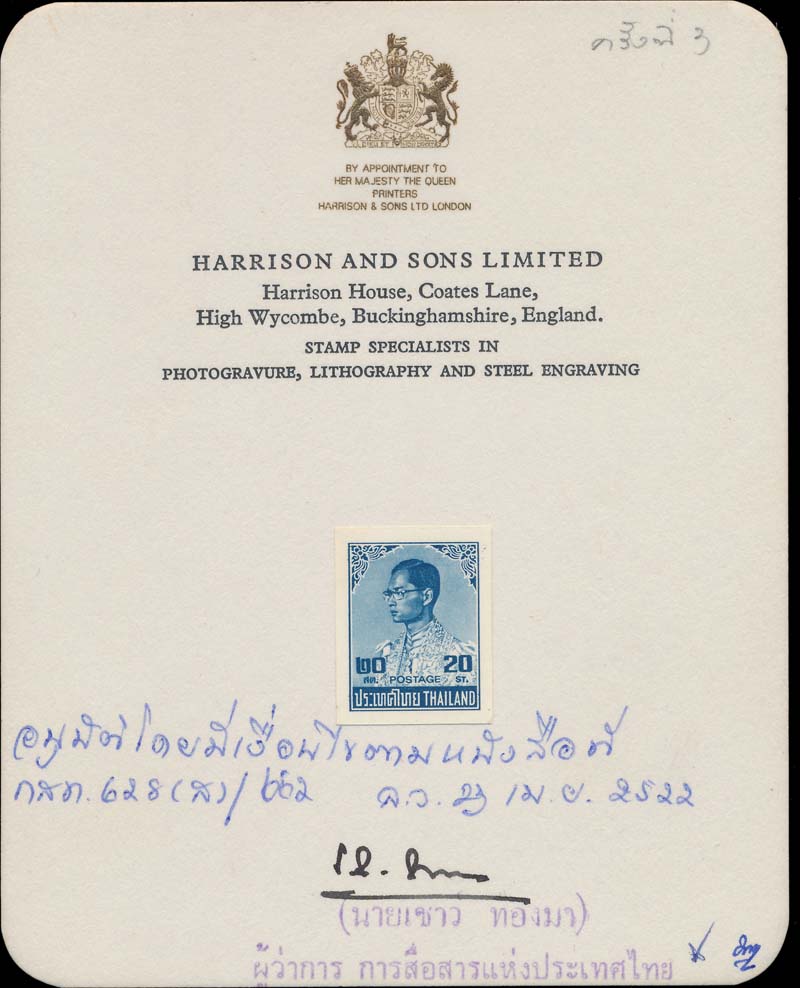 ครั้งที่ 3
BY APPOINTMENT TO
HER MAJESTY THE QUEEN
PRINTERS
HARRISON & SONS LTD LONDON
HARRISON AND SONS LIMITED
Harrison House, Coates Lane,
High Wycombe, Buckinghamshire, England.
STAMP SPECIALISTS IN
PHOTOGRAVURE, LITHOGRAPHY AND STEEL ENGRAVING
๒๐ 20
สต. POSTAGE ST.
ประเทศไทย THAILAND
อนุมัติโดยมีเงื่อนไขตามหนังสือที่
กสท. ๖๒๘(ส)/ ล.ว. ๒๓ เม.ย. ๒๕๒๒
(นายเชาว์ ทองมา)
ผู้ว่าการ การสื่อสารแห่งประเทศไทย